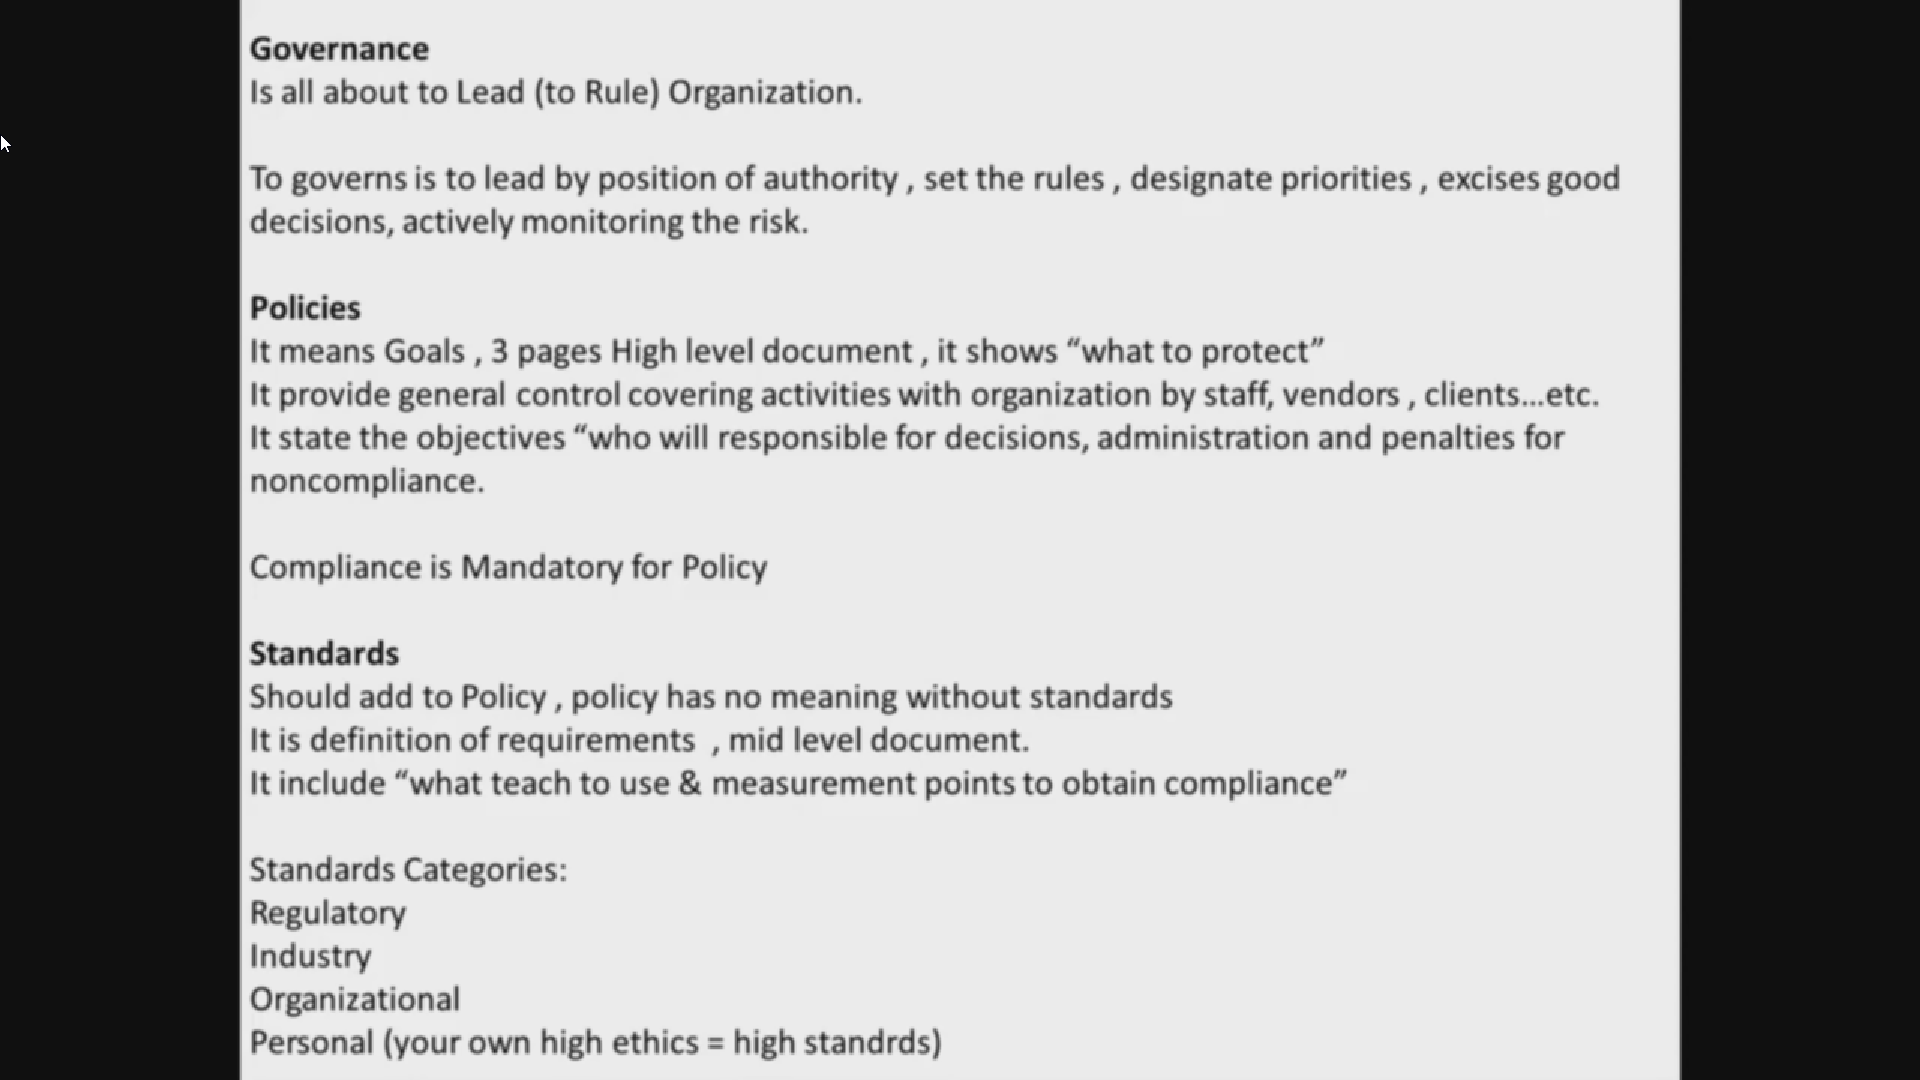 Governance
Is all about to Lead (to Rule) Organization.
To governs is to lead by position of authority , set the rules , designate priorities , excises good
decisions, actively monitoring the risk.
Policies
It means Goals , 3 pages High level document , it shows “what to protect”
It provide general control covering activities with organization by staff, vendors , clients...etc.
It state the objectives “who will responsible for decisions, administration and penalties for
noncompliance.
Compliance is Mandatory for Policy
Standards
Should add to Policy , policy has no meaning without standards
It is definition of requirements , mid level document.
It include “what teach to use & measurement points to obtain compliance”
Standards Categories:
Regulatory
Industry
Organizational
Personal (your own high ethics = high standrds)